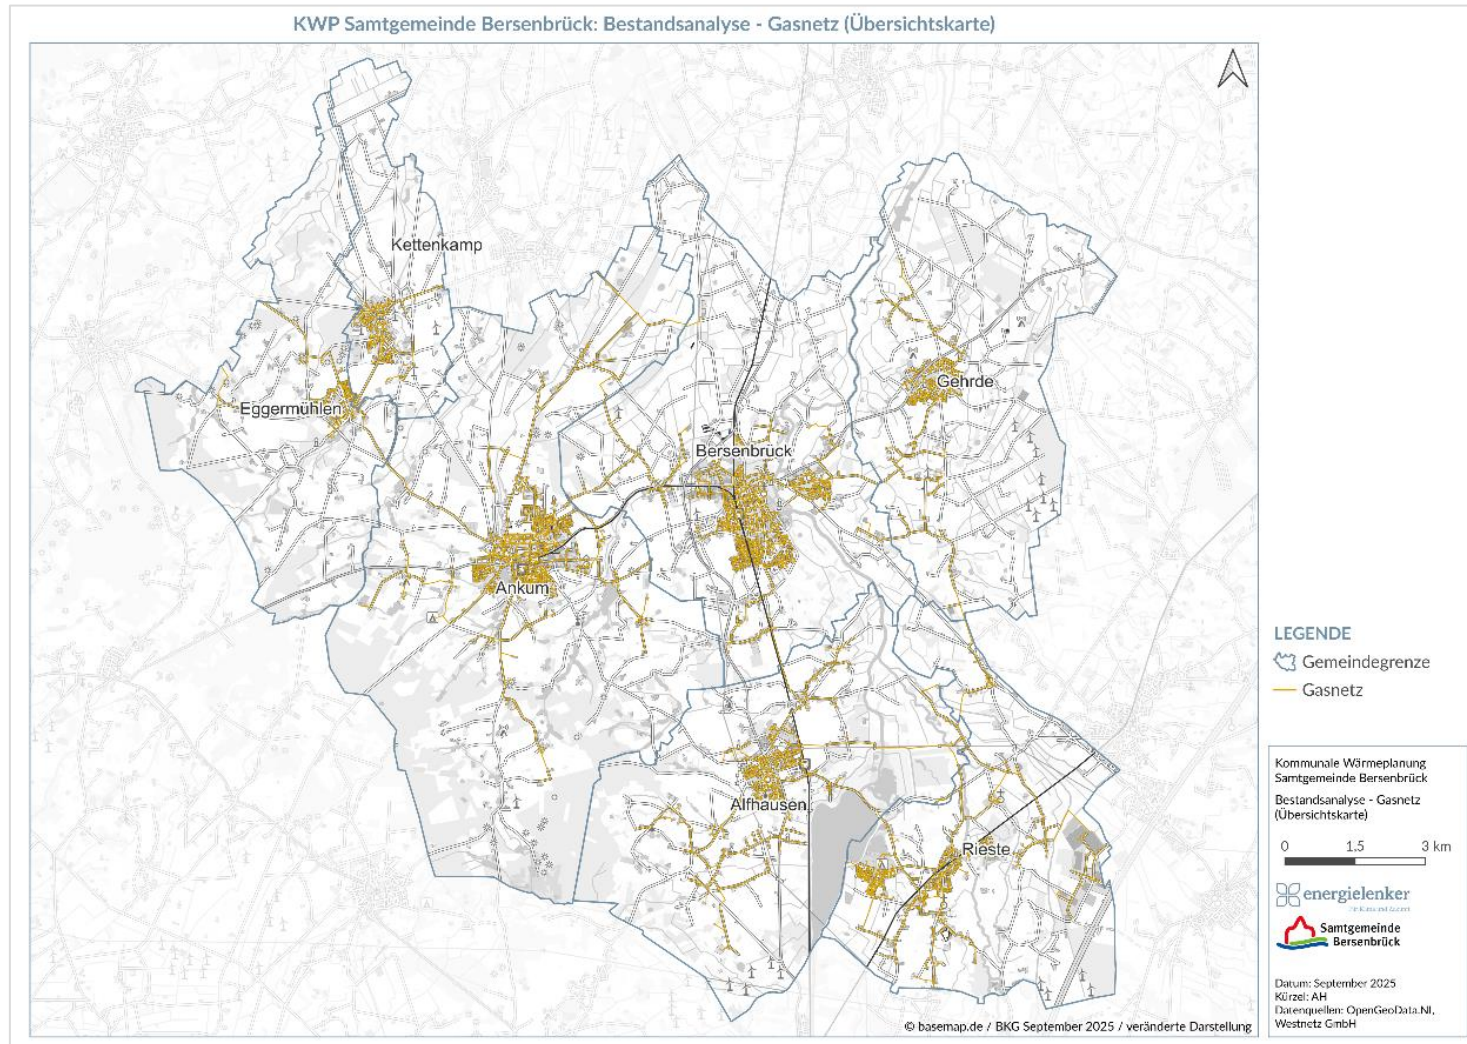 KWP Samtgemeinde Bersenbrück: Bestandsanalyse - Gasnetz (Übersichtskarte)
Kettenkamp
Eggermühlen
Gehrde
Bersenbrück
Ankum
Alfhausen
Rieste
© basemap.de / BKG September 2025 / veränderte Darstellung
LEGENDE
Gemeindegrenze
Gasnetz
Kommunale Wärmeplanung
Samtgemeinde Bersenbrück
Bestandsanalyse - Gasnetz
(Übersichtskarte)
0 1,5 3 km
energielenker
Samtgemeinde
Bersenbrück
Datum: September 2025
Kürzel: AH
Datenquellen: OpenGeoData.NI,
Westnetz GmbH